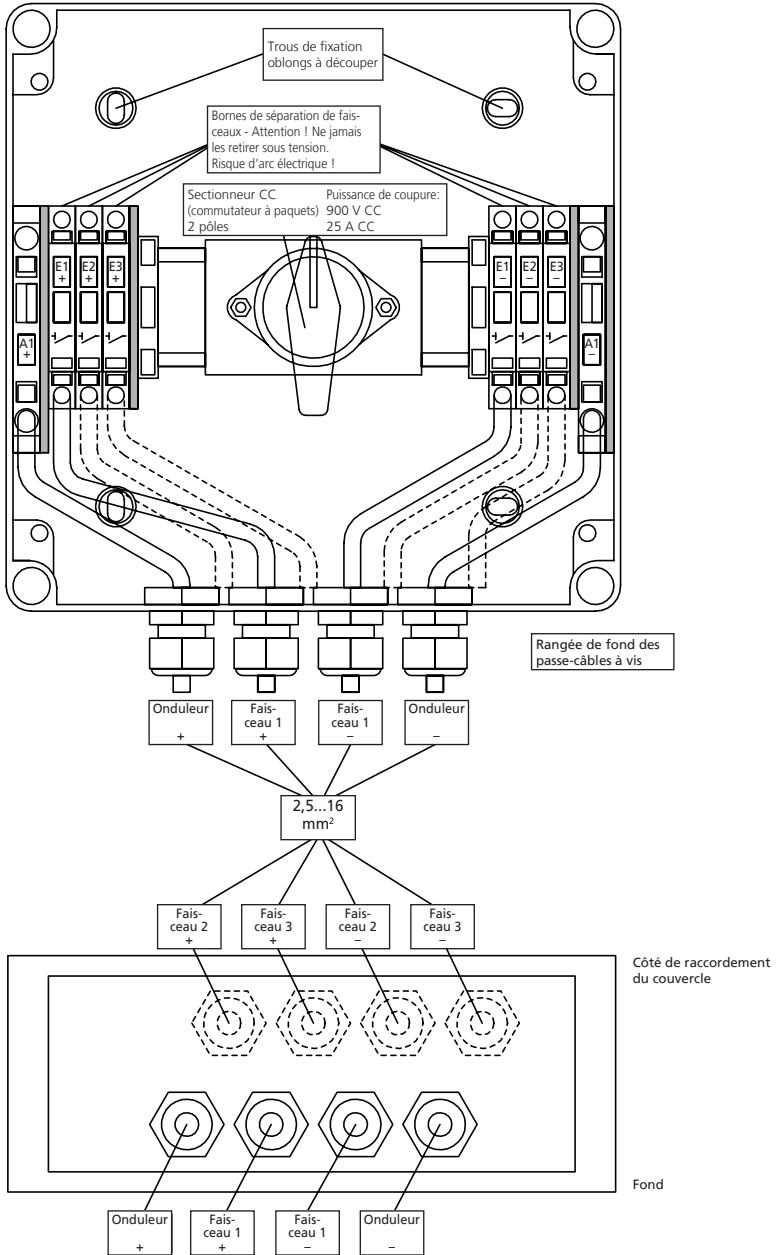 Trous de fixation
oblongs à découper
Bornes de séparation de fais-
ceaux - Attention ! Ne jamais
les retirer sous tension.
Risque d'arc électrique !
Sectionneur CC
(commutateur à paquets)
2 pôles
Puissance de coupure:
900 V CC
25 A CC
E1
+
E2
+
E3
+
E1
–
E2
–
E3
–
A1
+
A1
–
Rangée de fond des
passe-câbles à vis
Onduleur
+
Fais-
ceau 1
+
Fais-
ceau 1
–
Onduleur
–
2,5...16
mm²
Fais-
ceau 2
+
Fais-
ceau 3
+
Fais-
ceau 2
–
Fais-
ceau 3
–
Côté de raccordement
du couvercle
Fond
Onduleur
+
Fais-
ceau 1
+
Fais-
ceau 1
–
Onduleur
–